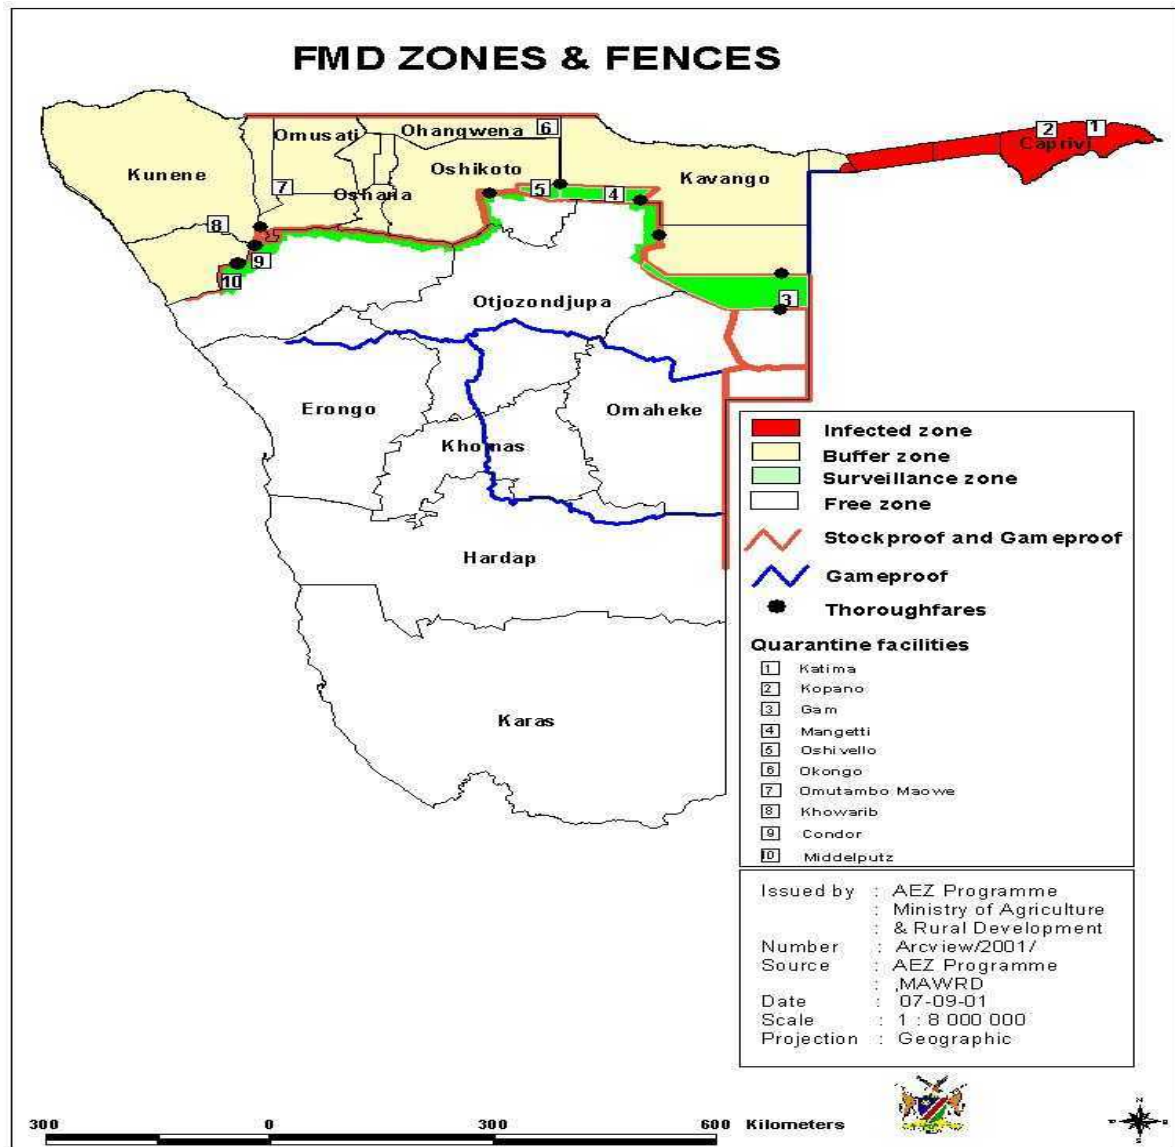 FMD ZONES & FENCES
Omusati
Ohangwena
6
2
1
Caprivi
Kunene
Oshikoto
Kavango
7
Oshana
5
4
8
9
10
3
Otjozondjupa
Erongo
Omaheke
Khomas
Hardap
Karas
Infected zone
Buffer zone
Surveillance zone
Free zone
Stockproof and Gameproof
Gameproof
Thoroughfares
Quarantine facilities
1 Katima
2 Kopano
3 Gam
4 Mangetti
5 Oshivello
6 Okongo
7 Omutambo Maowe
8 Khowarib
9 Condor
10 Middelputz
Issued by : AEZ Programme
: Ministry of Agriculture
: & Rural Development
Number : Arcview/2001/
Source : AEZ Programme
: ,MAWRD
Date : 07-09-01
Scale : 1 : 8 000 000
Projection : Geographic
300 0 300 600 Kilometers
N